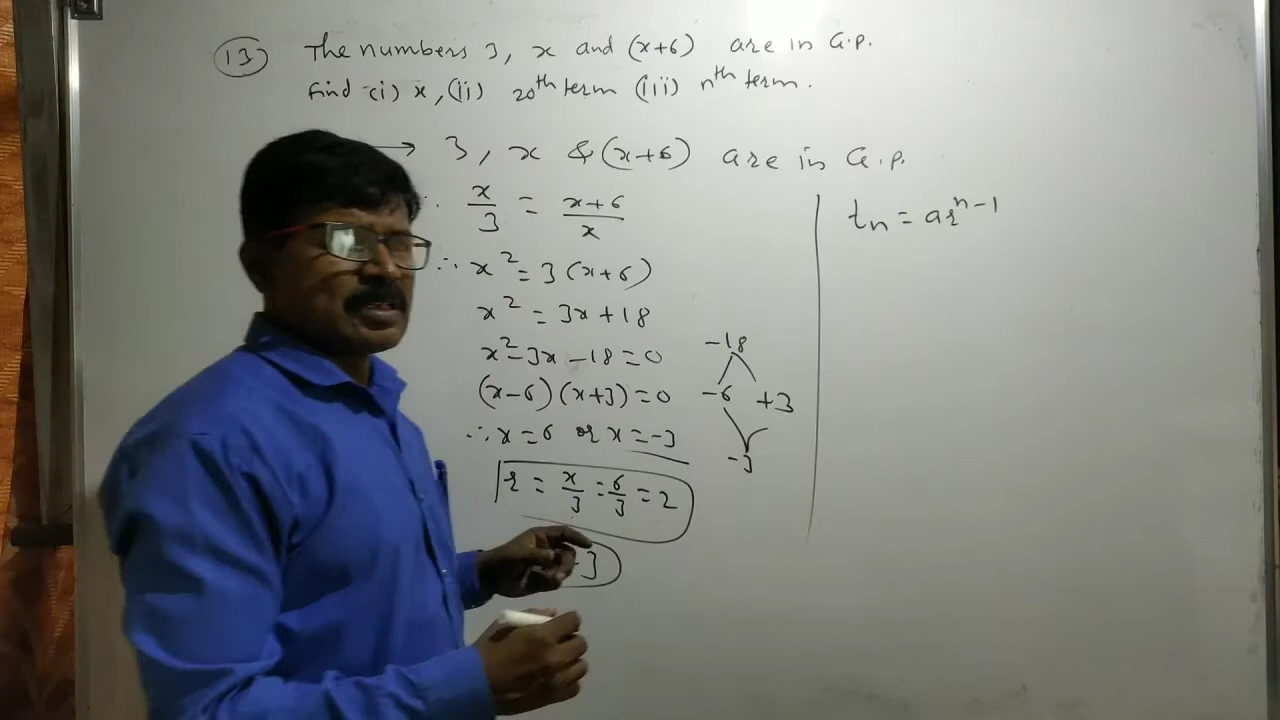 13) The numbers 3, x and (x+6) are in G.P.
Find (i) x, (ii) 20th term (iii) nth term.
→ 3, x & (x+6) are in G.P.
x/3 = x+6/x
∴ x² = 3(x+6)
x² = 3x+18
x²-3x-18=0
(x-6)(x+3)=0
∴ x=6 or x=-3
r = x/3 = 6/3 = 2
3
-18
-6 +3
-3
tn = ar^n-1